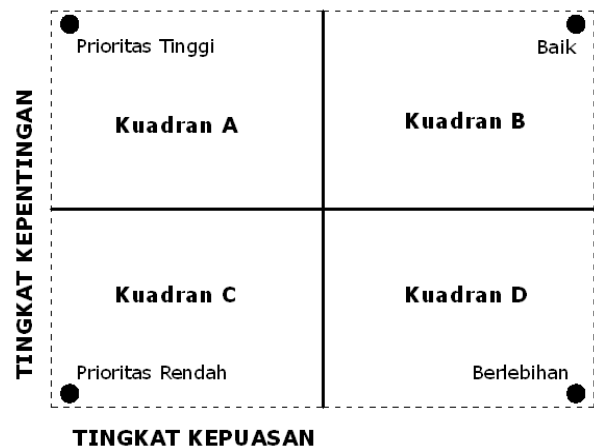 Prioritas Tinggi
Baik
Kuadran A
Kuadran B
TINGKAT KEPENTINGAN
Kuadran C
Kuadran D
Prioritas Rendah
Berlebihan
TINGKAT KEPUASAN